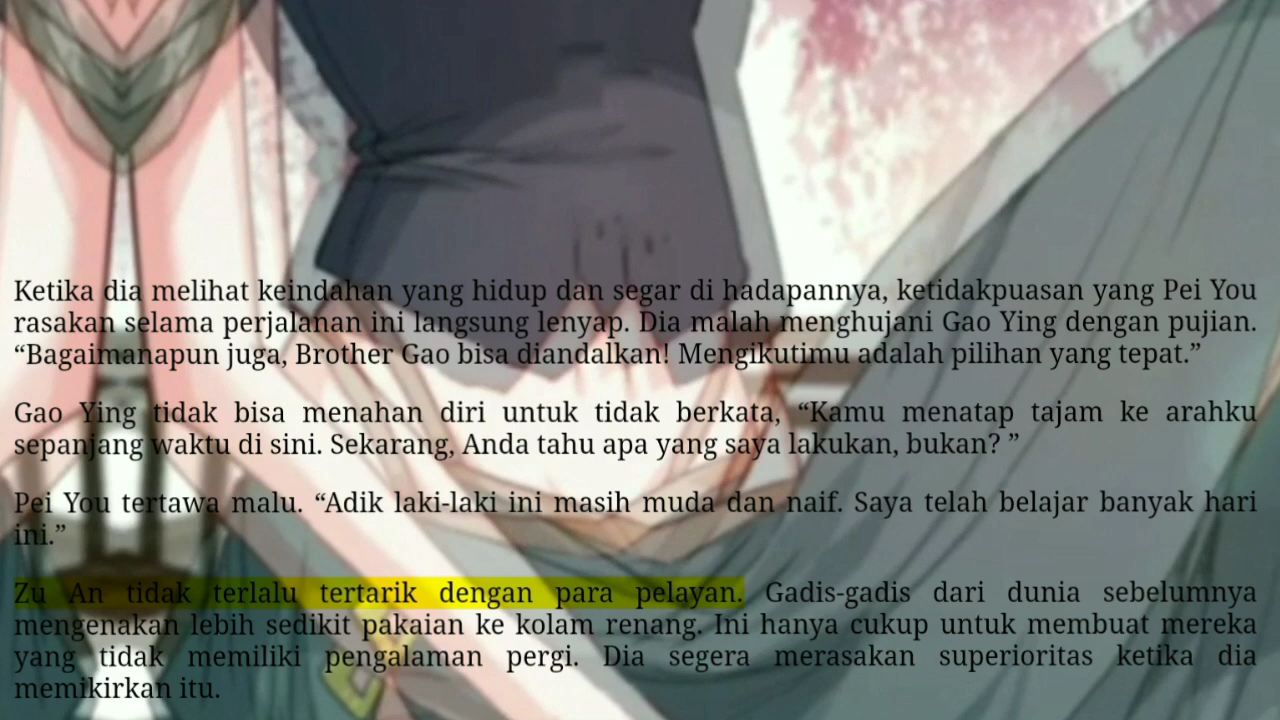 Ketika dia melihat keindahan yang hidup dan segar di hadapannya, ketidakpuasan yang Pei You
rasakan selama perjalanan ini langsung lenyap. Dia malah menghujani Gao Ying dengan pujian.
“Bagaimanapun juga, Brother Gao bisa diandalkan! Mengikutimu adalah pilihan yang tepat.”
Gao Ying tidak bisa menahan diri untuk tidak berkata, “Kamu menatap tajam ke arahku
sepanjang waktu di sini. Sekarang, Anda tahu apa yang saya lakukan, bukan? ”
Pei You tertawa malu. “Adik laki-laki ini masih muda dan naif. Saya telah belajar banyak hari
ini.”
Zu An tidak terlalu tertarik dengan para pelayan. Gadis-gadis dari dunia sebelumnya
mengenakan lebih sedikit pakaian ke kolam renang. Ini hanya cukup untuk membuat mereka
yang tidak memiliki pengalaman pergi. Dia segera merasakan superioritas ketika dia
memikirkan itu.